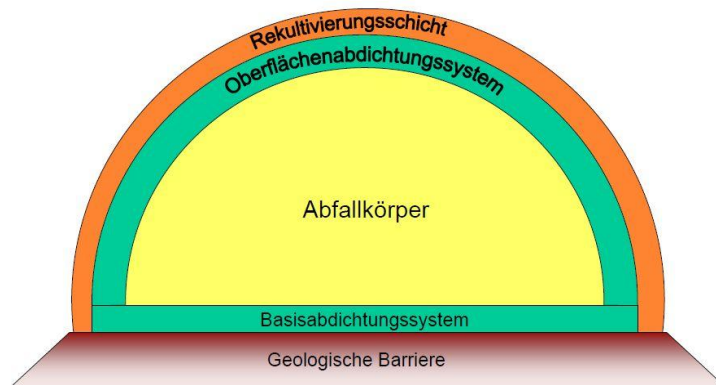 Rekultivierungsschicht
Oberflächenabdichtungssystem
Abfallkörper
Basisabdichtungssystem
Geologische Barriere